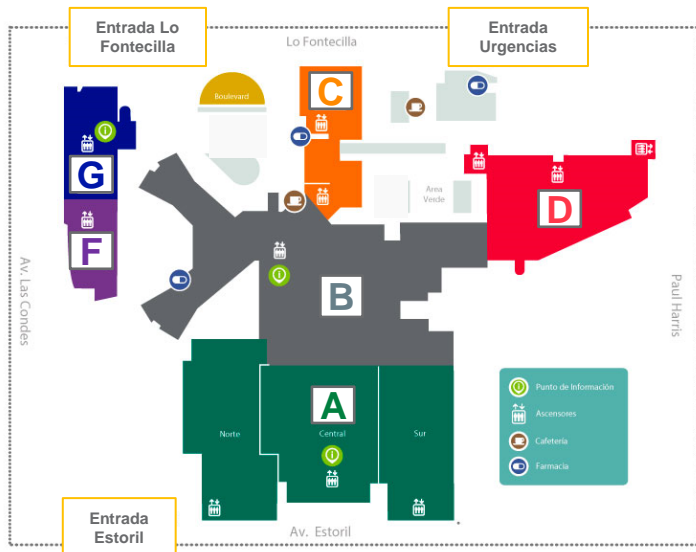 Entrada Lo
Fontecilla
Lo Fontecilla
Entrada
Urgencias
Boulevard
C
G
Área
Verde
D
F
Av. Las Condes
B
Paul Harris
A
Norte
Central
Sur
Punto de Información
Ascensores
Cafetería
Farmacia
Entrada
Estoril
Av. Estoril